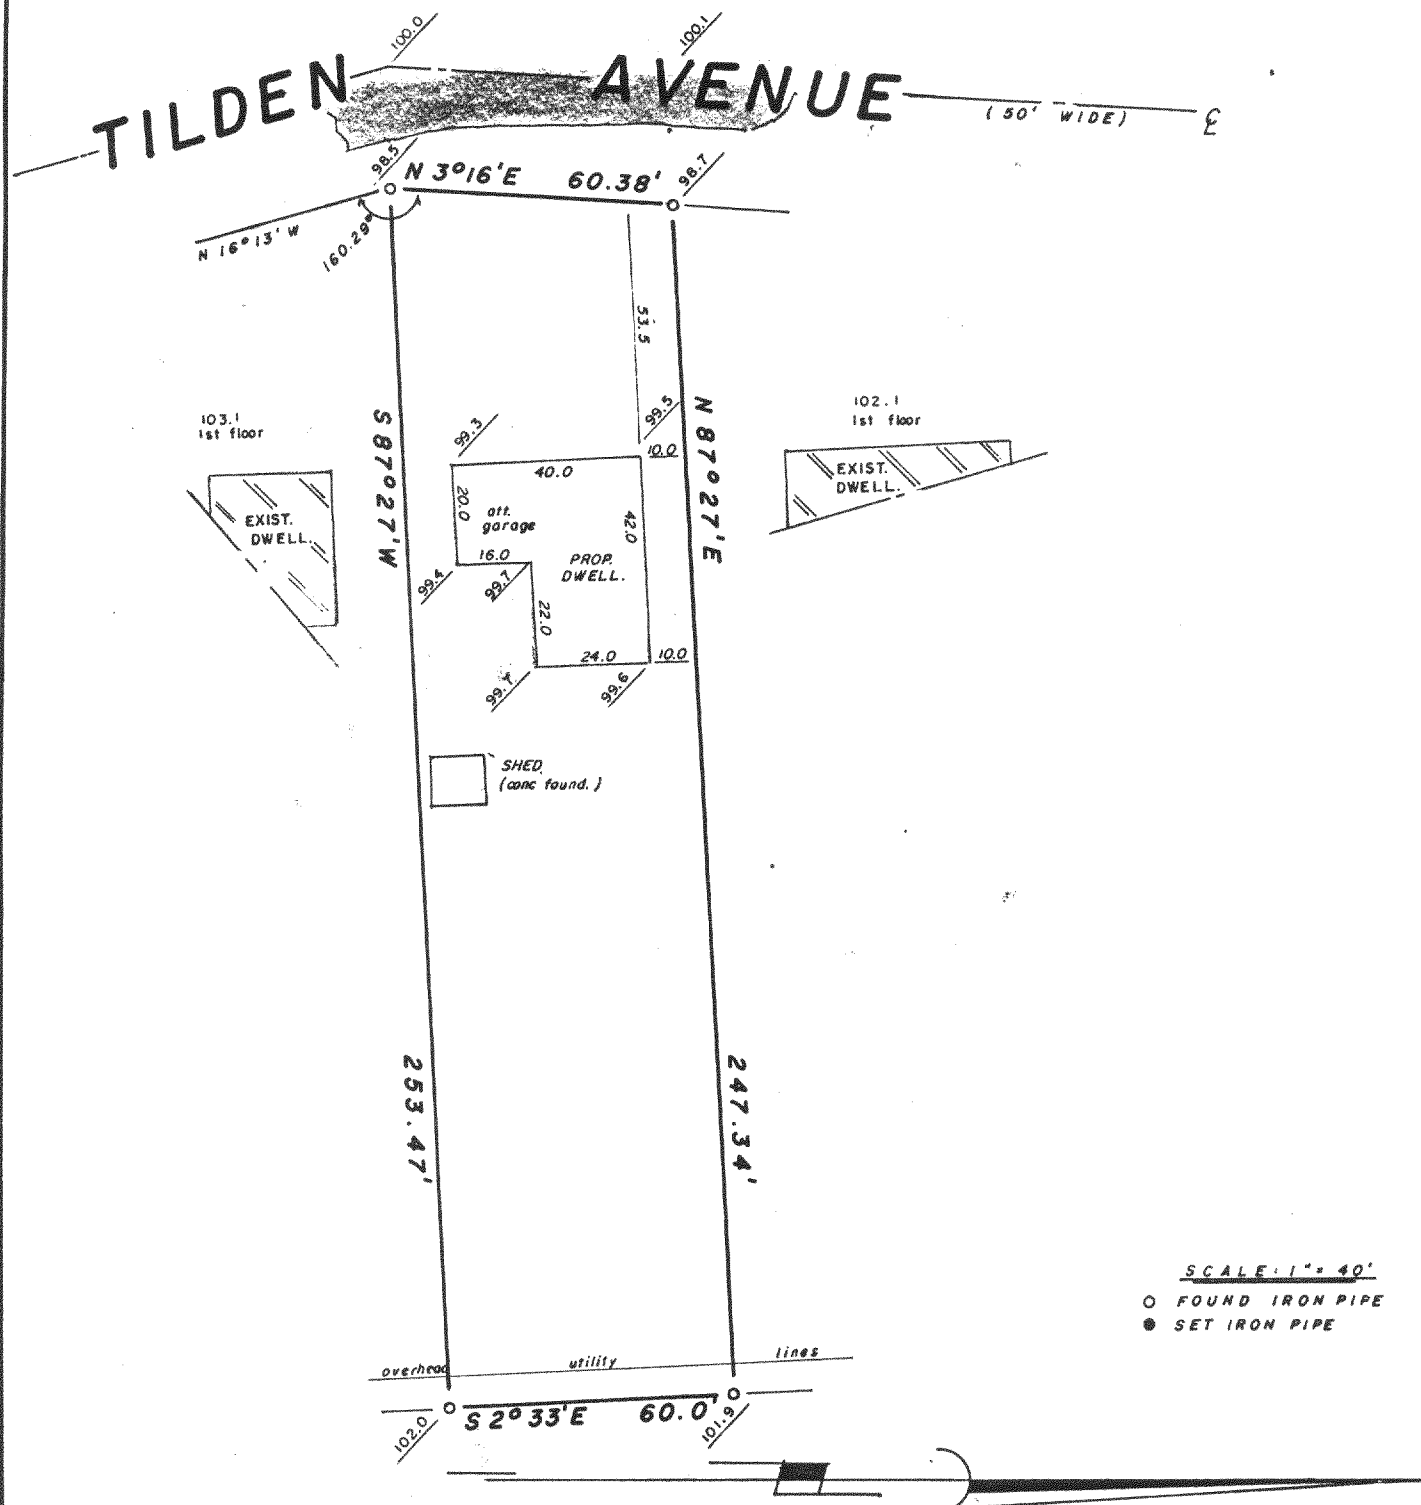 100.0
100.1
TILDEN AVENUE
(50' WIDE)
98.5
N 3°16'E 60.38'
98.7
N 16°13' W
160.29°
53.5
103.1
1st floor
102.1
1st floor
S 87°27'W
N 87°27'E
99.3
99.5
10.0
40.0
EXIST.
DWELL.
EXIST.
DWELL.
20.0
att.
garage
42.0
16.0
PROP.
DWELL.
99.4
99.7
22.0
24.0
10.0
99.6
SHED
(conc found.)
253.47'
247.34'
SCALE: 1"= 40'
FOUND IRON PIPE
SET IRON PIPE
overhead utility lines
S 2°33'E 60.0'
102.0
101.9